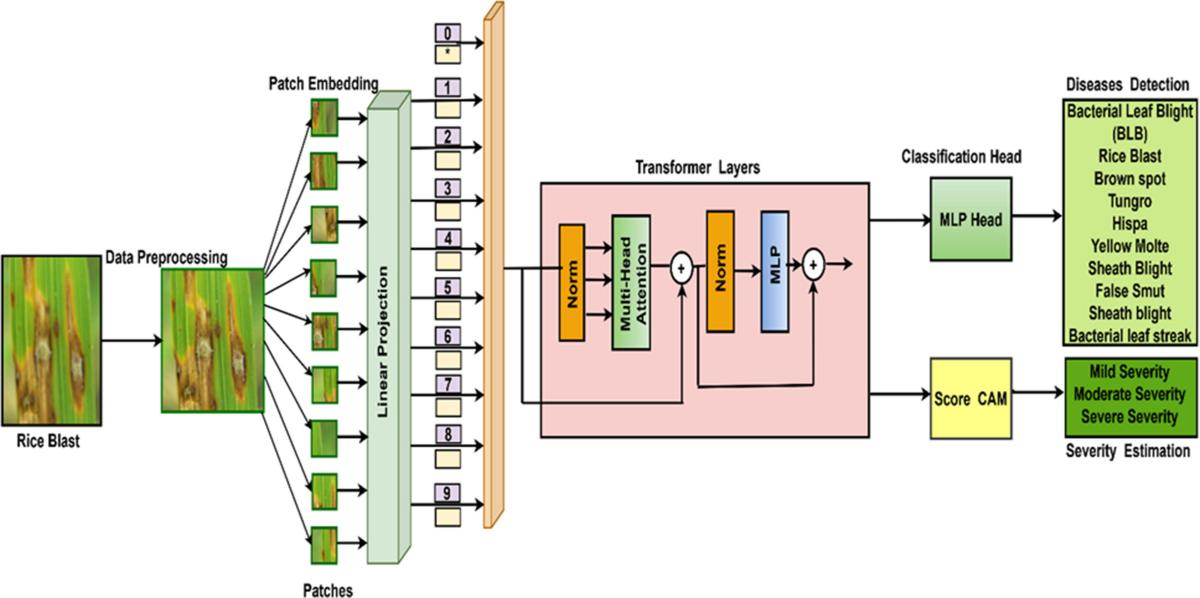 Rice Blast
Data Preprocessing
Patch Embedding
Patches
Linear Projection
0
*
1
2
3
4
5
6
7
8
9
Transformer Layers
Norm
Multi-Head
Attention
+
Norm
MLP
+
Classification Head
MLP Head
Score CAM
Diseases Detection
Bacterial Leaf Blight
(BLB)
Rice Blast
Brown spot
Tungro
Hispa
Yellow Molte
Sheath Blight
False Smut
Sheath blight
Bacterial leaf streak
Mild Severity
Moderate Severity
Severe Severity
Severity Estimation